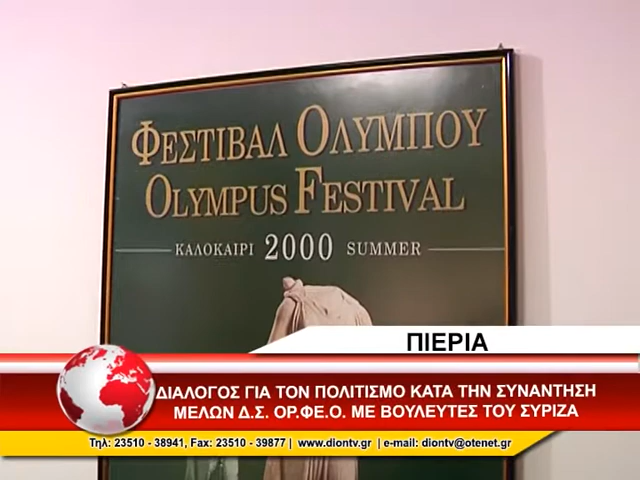 ΦΕΣΤΙΒΑΛ ΟΛΥΜΠΟΥ
OLYMPUS FESTIVAL
ΚΑΛΟΚΑΙΡΙ 2000 SUMMER
ΠΙΕΡΙΑ
ΔΙΑΛΟΓΟΣ ΓΙΑ ΤΟΝ ΠΟΛΙΤΙΣΜΟ ΚΑΤΑ ΤΗΝ ΣΥΝΑΝΤΗΣΗ
ΜΕΛΩΝ Δ.Σ. ΟΡ.ΦΕ.Ο. ΜΕ ΒΟΥΛΕΥΤΕΣ ΤΟΥ ΣΥΡΙΖΑ
Τηλ: 23510 - 38941, Fax: 23510 - 39877 | www.diontv.gr | e-mail: diontv@otenet.gr